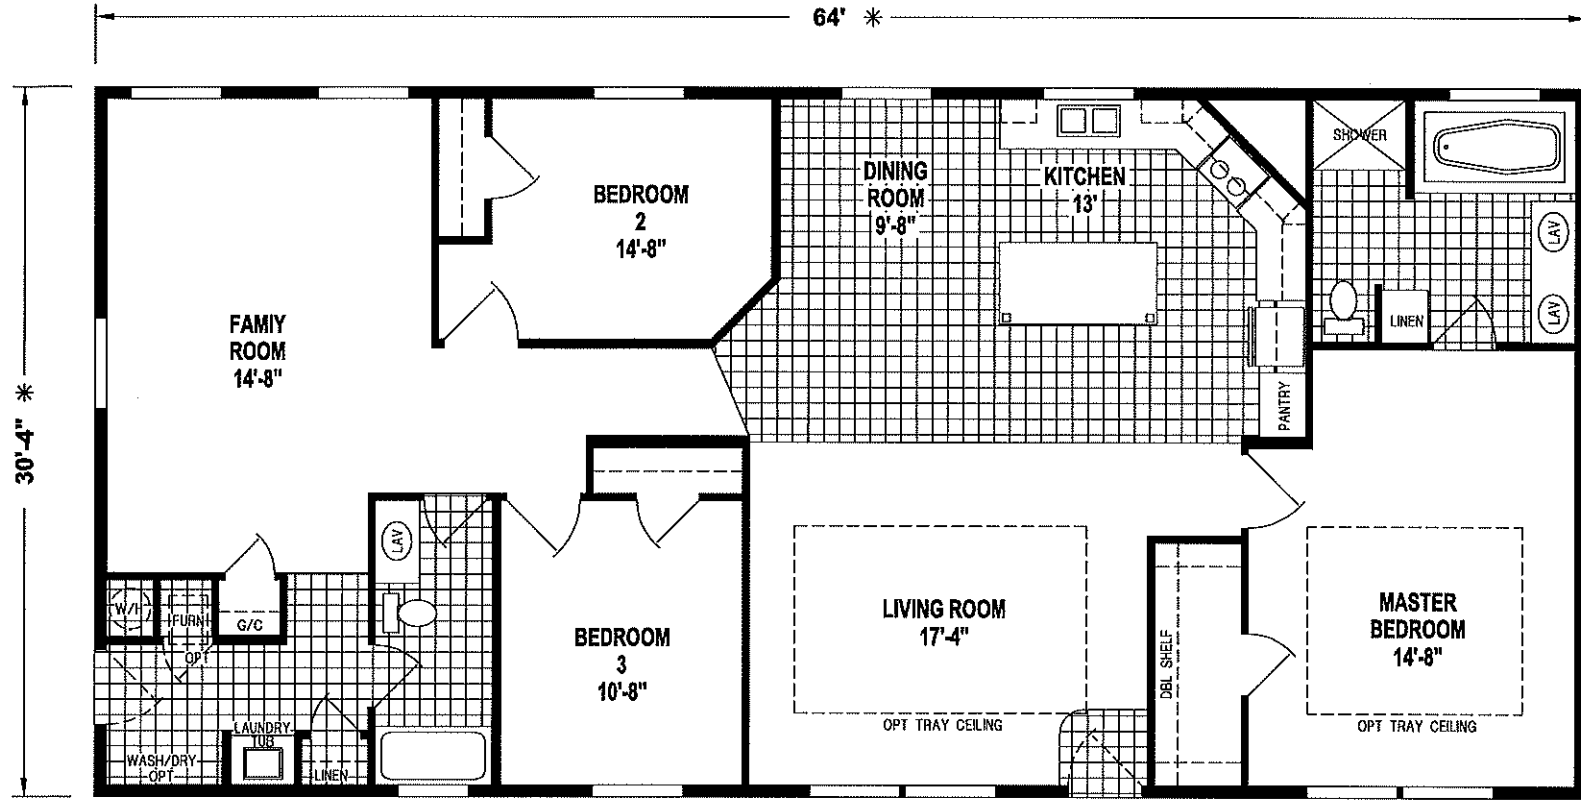 64' ✳
30'-4" ✳
FAMIY
ROOM
14'-8"
BEDROOM
2
14'-8"
DINING
ROOM
9'-8"
KITCHEN
13'
SHOWER
LAV
LAV
LINEN
PANTRY
LAV
W/H
FURN
G/C
OPT
LAUNDRY
TUB
WASH/DRY
OPT
LINEN
BEDROOM
3
10'-8"
LIVING ROOM
17'-4"
OPT TRAY CEILING
DBL SHELF
MASTER
BEDROOM
14'-8"
OPT TRAY CEILING